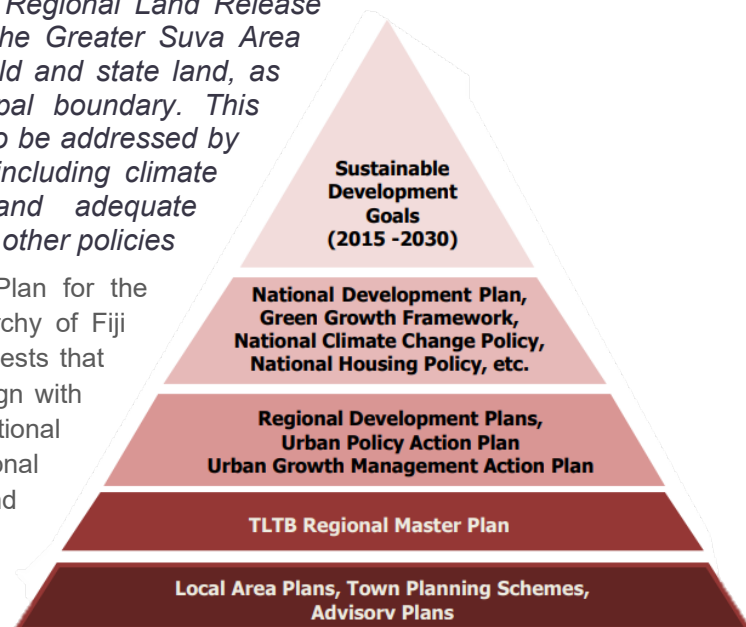 Regional Land Release
he Greater Suva Area
ld and state land, as
pal boundary. This
o be addressed by
including climate
and adequate
other policies
Plan for the
rchy of Fiji
ests that
gn with
tional
onal
nd
Sustainable
Development
Goals
(2015 -2030)
National Development Plan,
Green Growth Framework,
National Climate Change Policy,
National Housing Policy, etc.
Regional Development Plans,
Urban Policy Action Plan
Urban Growth Management Action Plan
TLTB Regional Master Plan
Local Area Plans, Town Planning Schemes,
Advisory Plans